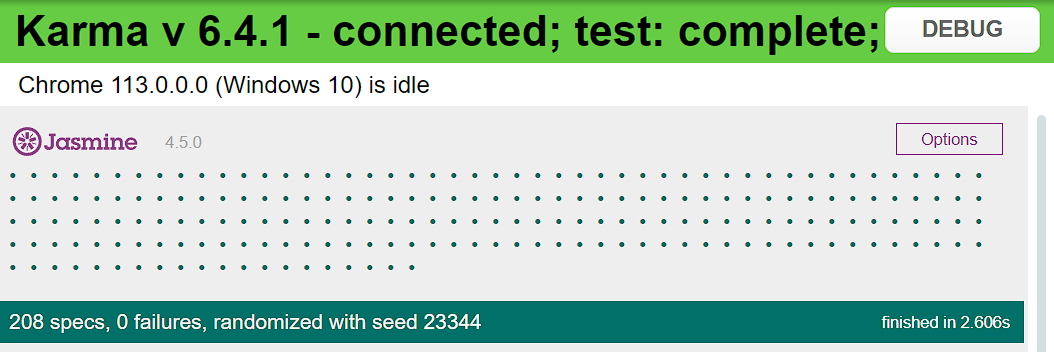 Karma v 6.4.1 - connected; test: complete; DEBUG
Chrome 113.0.0.0 (Windows 10) is idle
Jasmine 4.5.0 Options
208 specs, 0 failures, randomized with seed 23344 finished in 2.606s